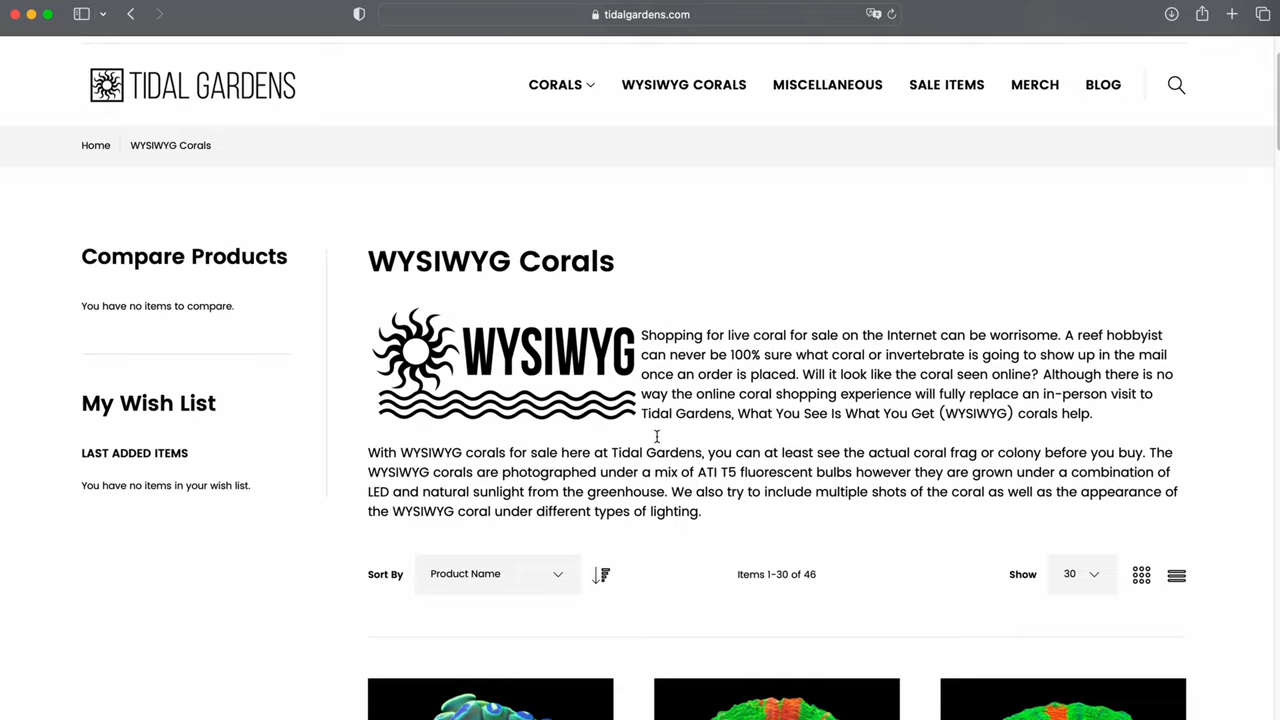 tidalgardens.com
TIDAL GARDENS
CORALS
WYSIWYG CORALS
MISCELLANEOUS
SALE ITEMS
MERCH
BLOG
Home
WYSIWYG Corals
Compare Products
You have no items to compare.
My Wish List
LAST ADDED ITEMS
You have no items in your wish list.
WYSIWYG Corals
WYSIWYG
Shopping for live coral for sale on the Internet can be worrisome. A reef hobbyist
can never be 100% sure what coral or invertebrate is going to show up in the mail
once an order is placed. Will it look like the coral seen online? Although there is no
way the online coral shopping experience will fully replace an in-person visit to
Tidal Gardens, What You See Is What You Get (WYSIWYG) corals help.
With WYSIWYG corals for sale here at Tidal Gardens, you can at least see the actual coral frag or colony before you buy. The
WYSIWYG corals are photographed under a mix of ATI T5 fluorescent bulbs however they are grown under a combination of
LED and natural sunlight from the greenhouse. We also try to include multiple shots of the coral as well as the appearance of
the WYSIWYG coral under different types of lighting.
Sort By
Product Name
Items 1-30 of 46
Show
30